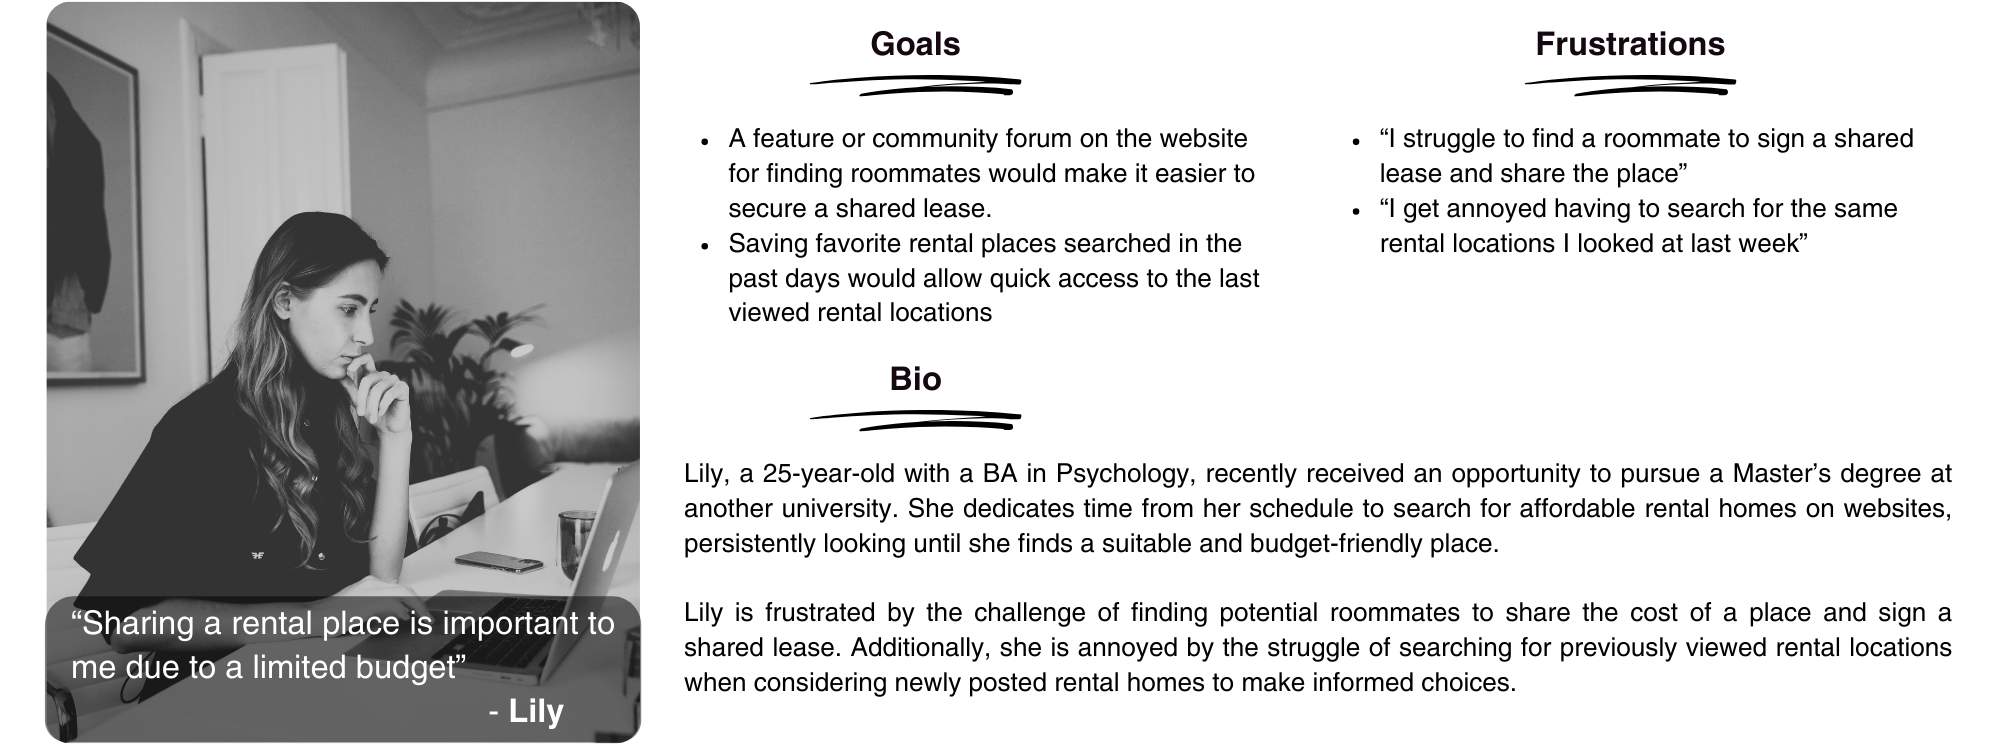 “Sharing a rental place is important to
me due to a limited budget”
- Lily
Goals
• A feature or community forum on the website
for finding roommates would make it easier to
secure a shared lease.
• Saving favorite rental places searched in the
past days would allow quick access to the last
viewed rental locations
Frustrations
• “I struggle to find a roommate to sign a shared
lease and share the place”
• “I get annoyed having to search for the same
rental locations I looked at last week”
Bio
Lily, a 25-year-old with a BA in Psychology, recently received an opportunity to pursue a Master’s degree at
another university. She dedicates time from her schedule to search for affordable rental homes on websites,
persistently looking until she finds a suitable and budget-friendly place.
Lily is frustrated by the challenge of finding potential roommates to share the cost of a place and sign a
shared lease. Additionally, she is annoyed by the struggle of searching for previously viewed rental locations
when considering newly posted rental homes to make informed choices.